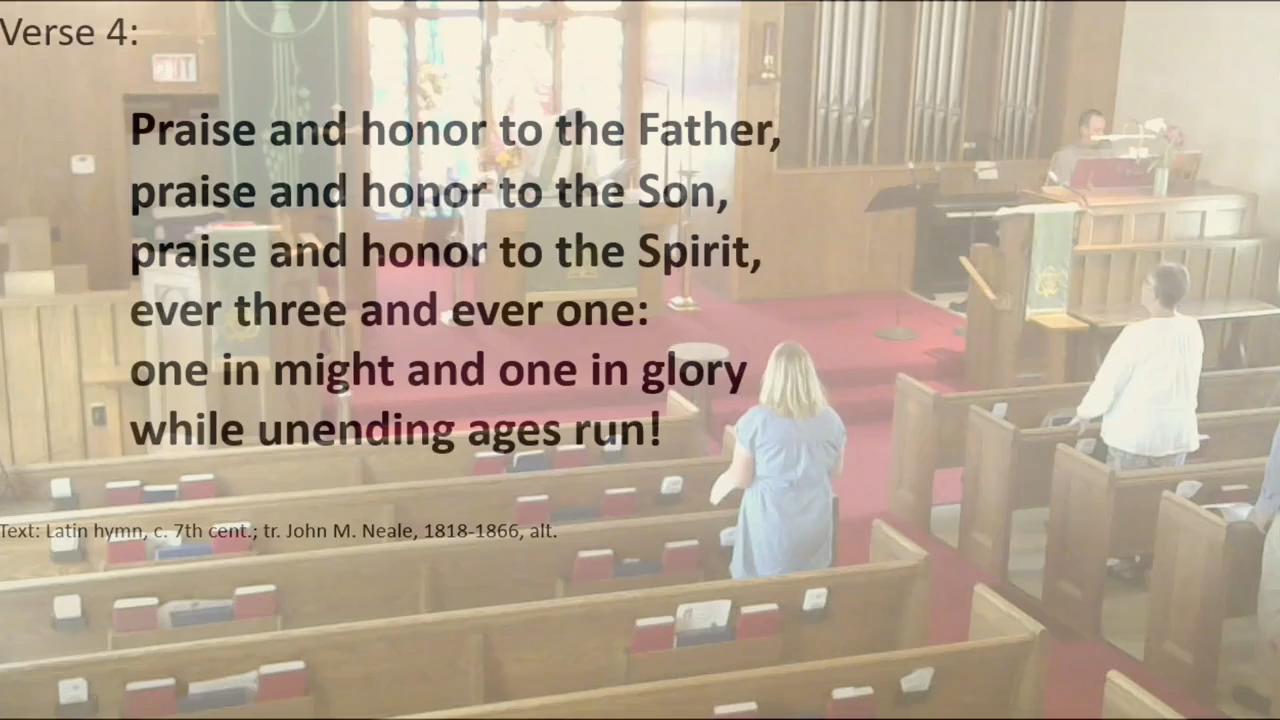 Verse 4:
Praise and honor to the Father,
praise and honor to the Son,
praise and honor to the Spirit,
ever three and ever one:
one in might and one in glory
while unending ages run!
Text: Latin hymn, c. 7th cent.; tr. John M. Neale, 1818-1866, alt.